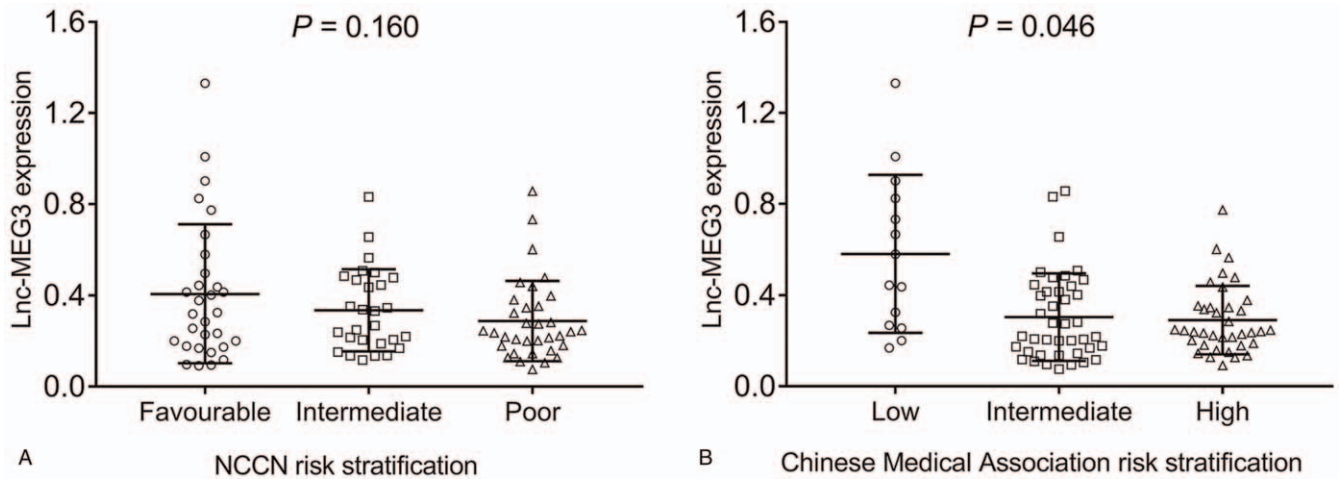 P = 0.160
Lnc-MEG3 expression
1.6
1.2
0.8
0.4
0.0
Favourable Intermediate Poor
A NCCN risk stratification
P = 0.046
Lnc-MEG3 expression
1.6
1.2
0.8
0.4
0.0
Low Intermediate High
B Chinese Medical Association risk stratification